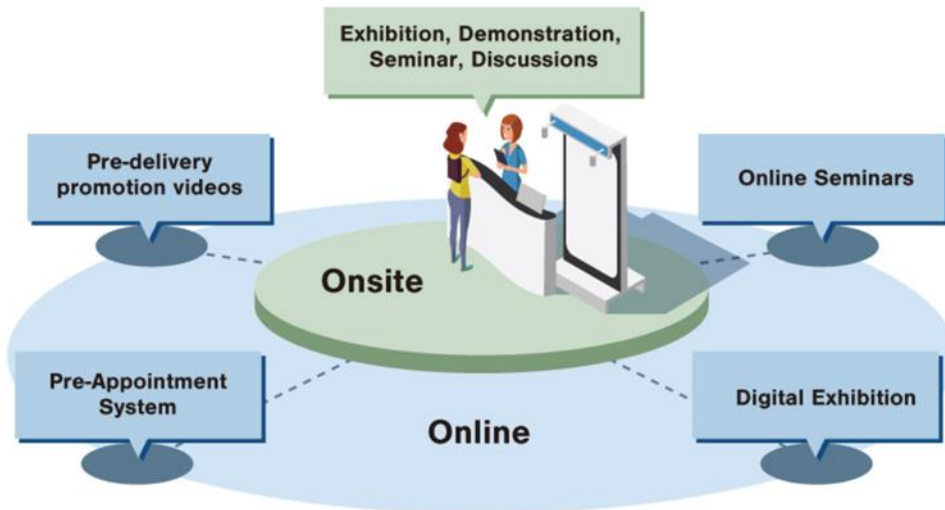 Exhibition, Demonstration,
Seminar, Discussions
Pre-delivery
promotion videos
Online Seminars
Onsite
Pre-Appointment
System
Digital Exhibition
Online